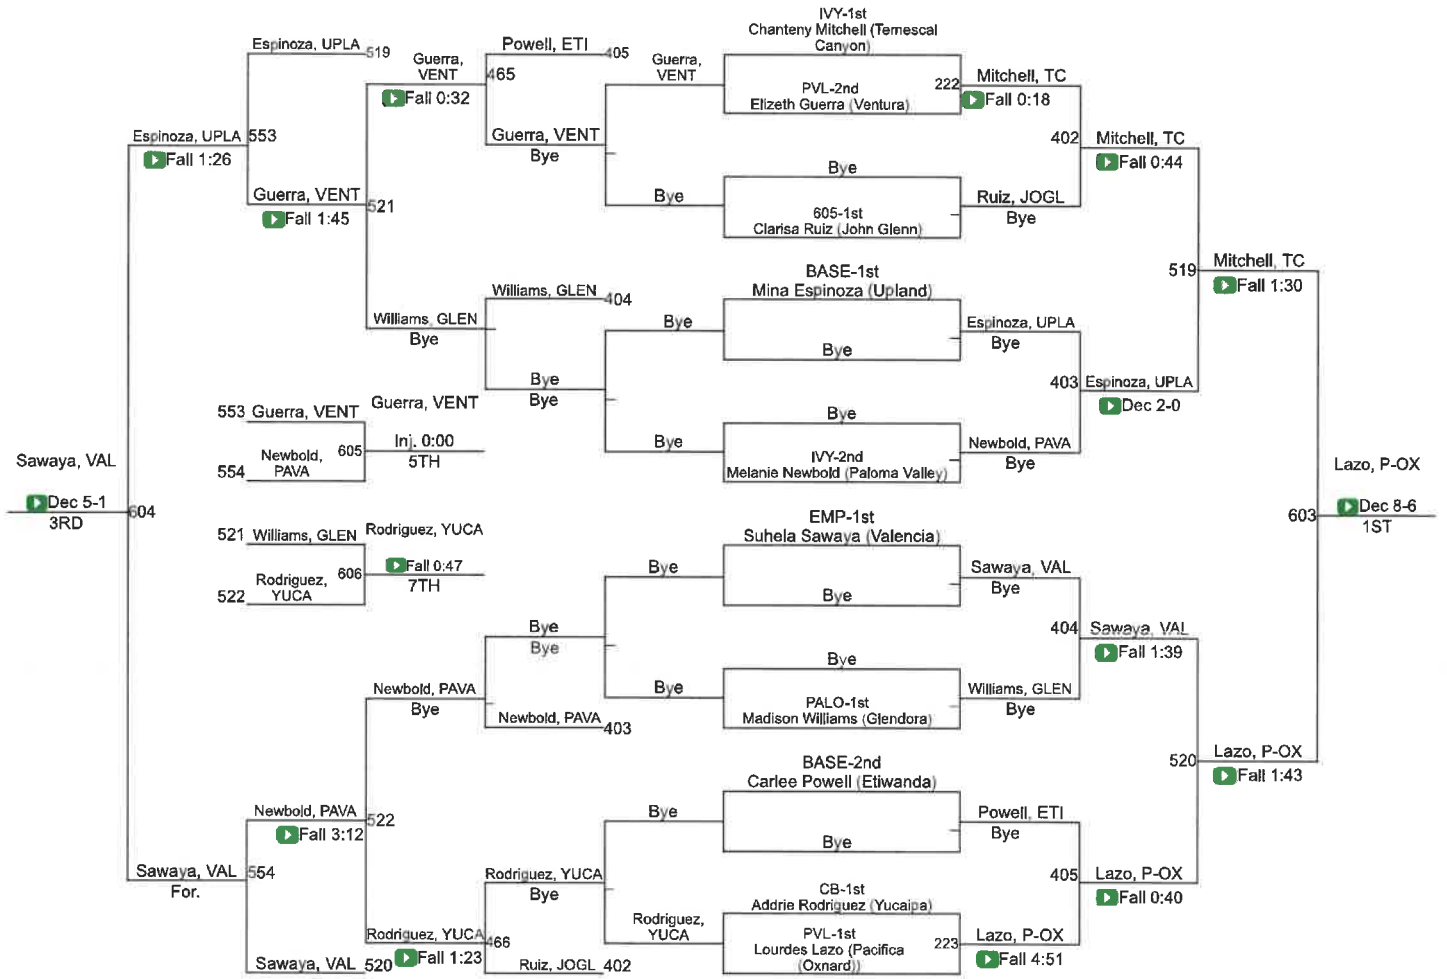 IVY-1st
Chanteny Mitchell (Temescal
Canyon)
Espinoza, UPLA 519
Guerra,
VENT
Powell, ETI 405
Guerra,
VENT
465
Fall 0:32
PVL-2nd
Elizeth Guerra (Ventura)
222
Mitchell, TC
Fall 0:18
Espinoza, UPLA 553
Fall 1:26
Guerra, VENT
Bye
402
Mitchell, TC
Fall 0:44
Bye
Guerra, VENT
521
Fall 1:45
Bye
605-1st
Clarisa Ruiz (John Glenn)
Ruiz, JOGL
Bye
519
Mitchell, TC
Fall 1:30
BASE-1st
Mina Espinoza (Upland)
Williams, GLEN 404
Williams, GLEN
Bye
Bye
Bye
Espinoza, UPLA
Bye
Bye
Bye
403
Espinoza, UPLA
Dec 2-0
553 Guerra, VENT
Guerra, VENT
Bye
605
Inj. 0:00
5TH
554
Newbold,
PAVA
Bye
IVY-2nd
Melanie Newbold (Paloma Valley)
Newbold, PAVA
Bye
Sawaya, VAL
Dec 5-1
3RD
604
Lazo, P-OX
603
Dec 8-6
1ST
521 Williams, GLEN
Rodriguez, YUCA
606
Fall 0:47
7TH
522
Rodriguez,
YUCA
EMP-1st
Suhela Sawaya (Valencia)
Bye
Bye
Sawaya, VAL
Bye
Bye
Bye
404
Sawaya, VAL
Fall 1:39
Bye
Newbold, PAVA
Bye
Bye
PALO-1st
Madison Williams (Glendora)
Williams, GLEN
Bye
Newbold, PAVA
403
520
Lazo, P-OX
Fall 1:43
BASE-2nd
Carlee Powell (Etiwanda)
Newbold, PAVA
522
Fall 3:12
Bye
Bye
Powell, ETI
Bye
Sawaya, VAL 554
For.
Rodriguez, YUCA
Bye
405
Lazo, P-OX
Fall 0:40
CB-1st
Addrie Rodriguez (Yucaipa)
Rodriguez, YUCA
466
Fall 1:23
Rodriguez,
YUCA
PVL-1st
Lourdes Lazo (Pacifica
(Oxnard))
223
Lazo, P-OX
Fall 4:51
Sawaya, VAL 520
Ruiz, JOGL 402